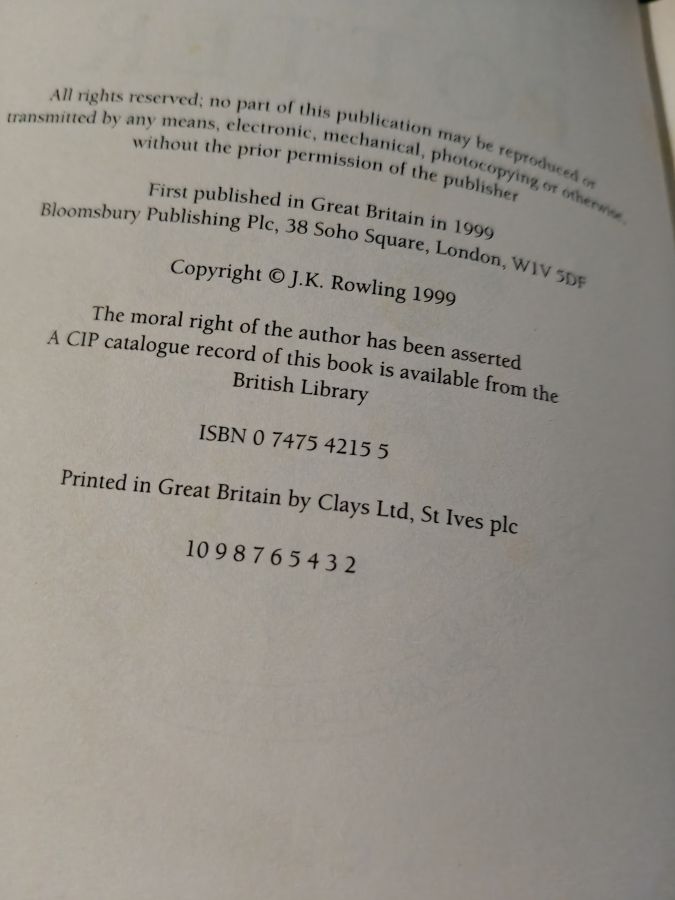 All rights reserved; no part of this publication may be reproduced or
transmitted by any means, electronic, mechanical, photocopying or otherwise,
without the prior permission of the publisher
First published in Great Britain in 1999
Bloomsbury Publishing Plc, 38 Soho Square, London, W1V 5DF
Copyright © J.K. Rowling 1999
The moral right of the author has been asserted
A CIP catalogue record of this book is available from the
British Library
ISBN 0 7475 4215 5
Printed in Great Britain by Clays Ltd, St Ives plc
10 9 8 7 6 5 4 3 2